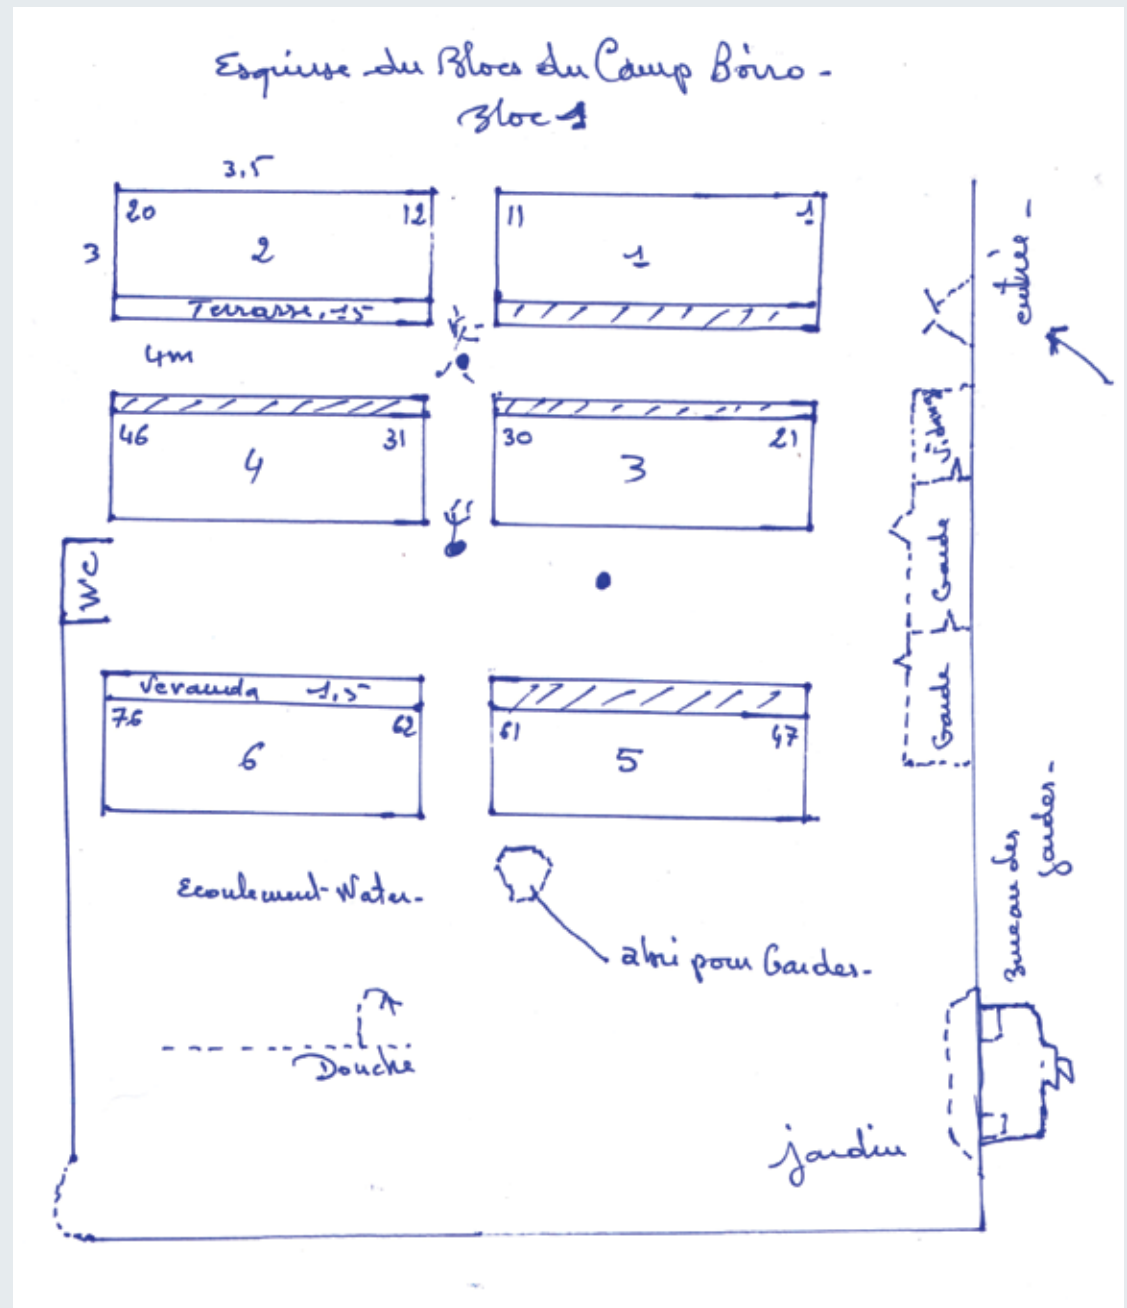 Esquisse du Blocs du Camp Boiro -
Bloc 1
3,5
20 12
11 1
3
2
1
Terrasse. 15
entrée -
4m
46 31
30 21
4
3
WC
Garde
Veranda 1,5
Garde
76 62
61 47
6
5
Bureau des
gardes -
Ecoulement Water -
abri pour Gardes -
Douche
jardin